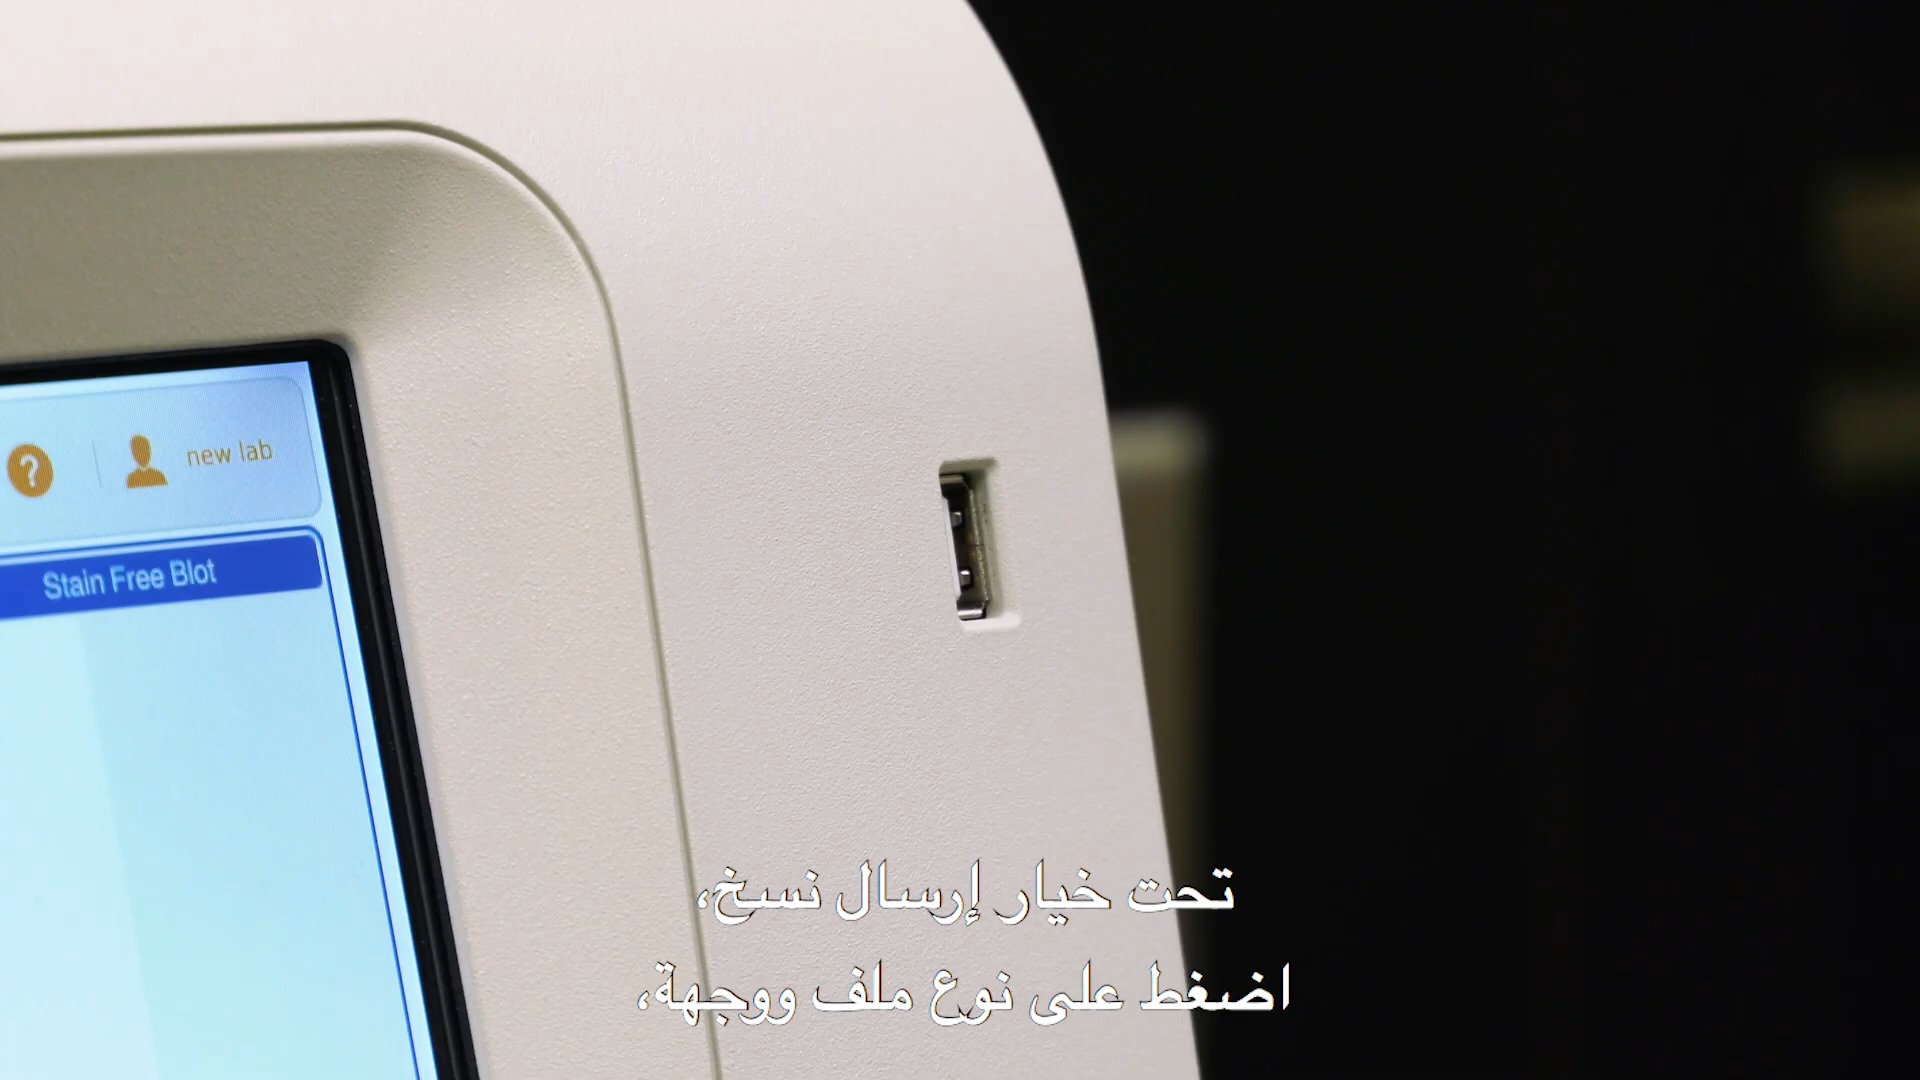 new lab
Stain Free Blot
تحت خيار إرسال نسخ،
اضغط على نوع ملف ووجهة،